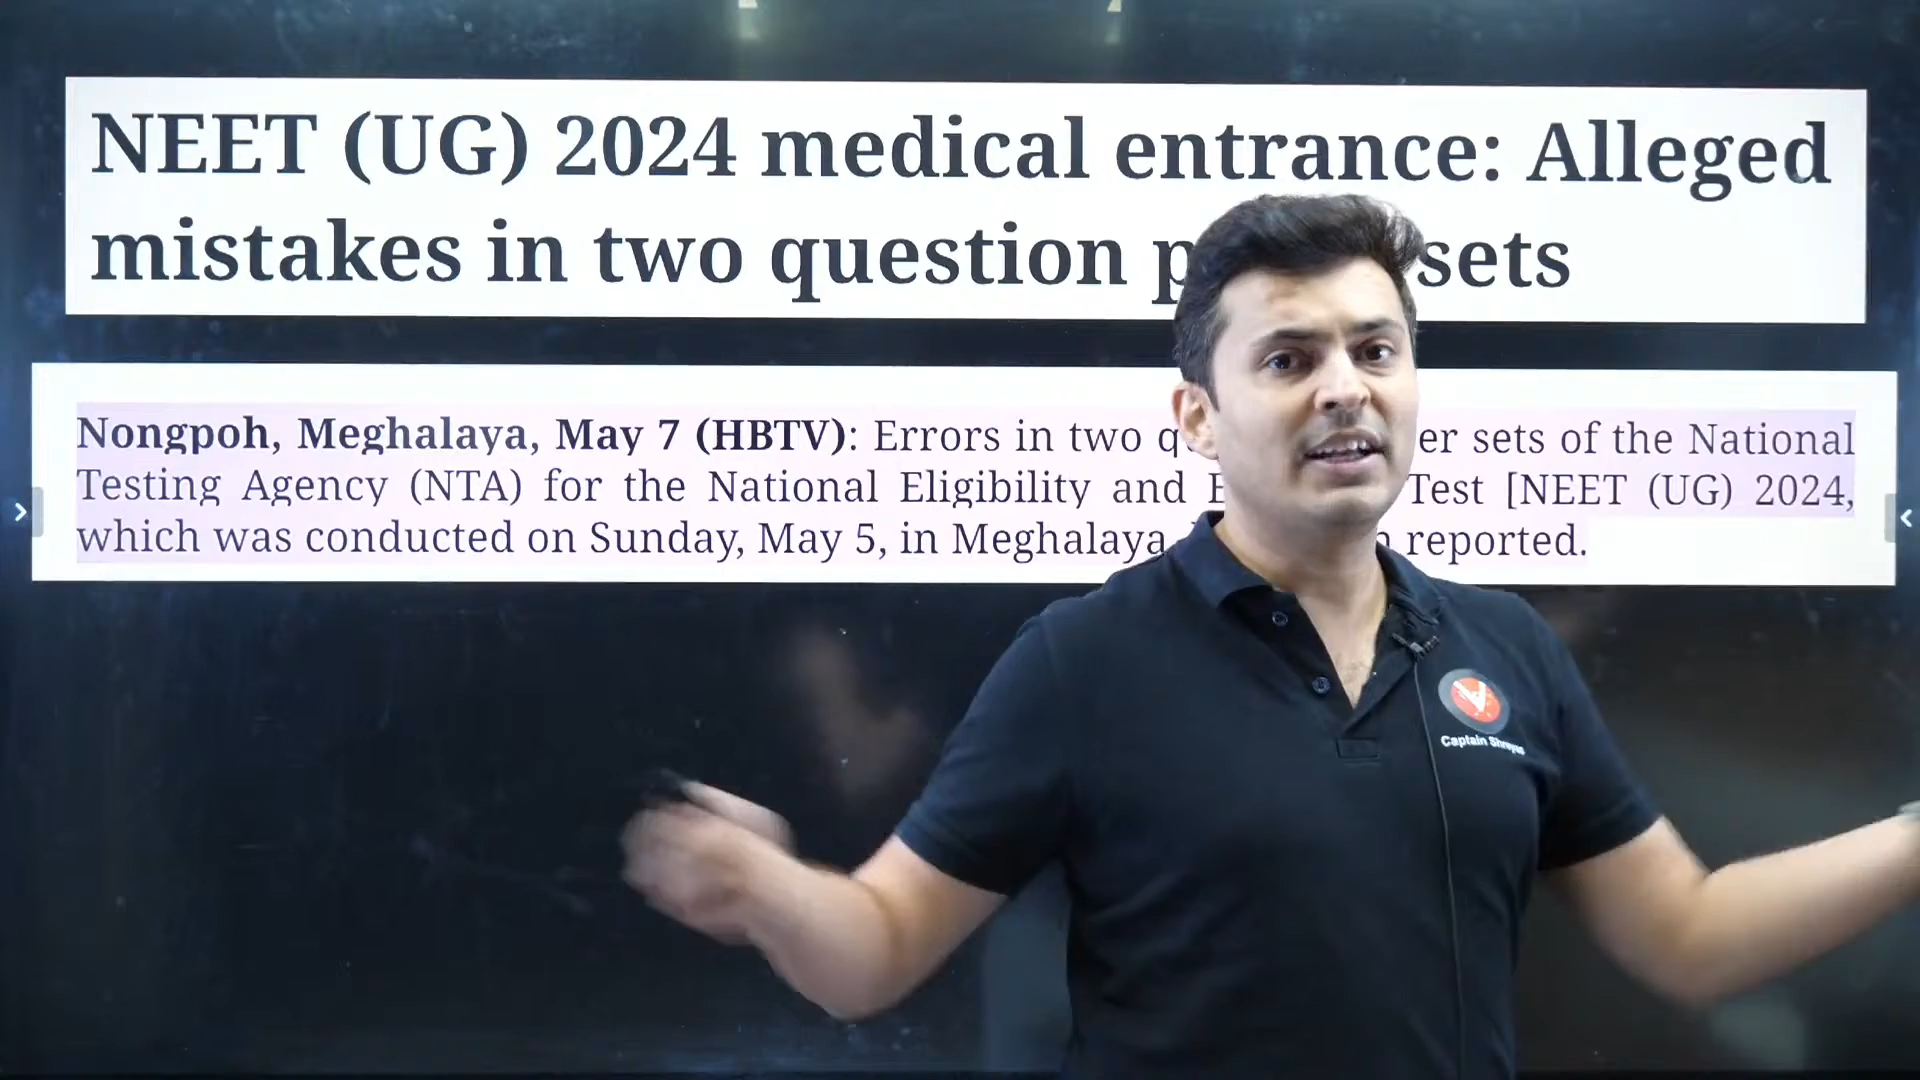 NEET (UG) 2024 medical entrance: Alleged
mistakes in two question p sets
Nongpoh, Meghalaya, May 7 (HBTV): Errors in two q er sets of the National
Testing Agency (NTA) for the National Eligibility and E Test [NEET (UG) 2024,
which was conducted on Sunday, May 5, in Meghalaya n reported.
V
Captain Shreyas